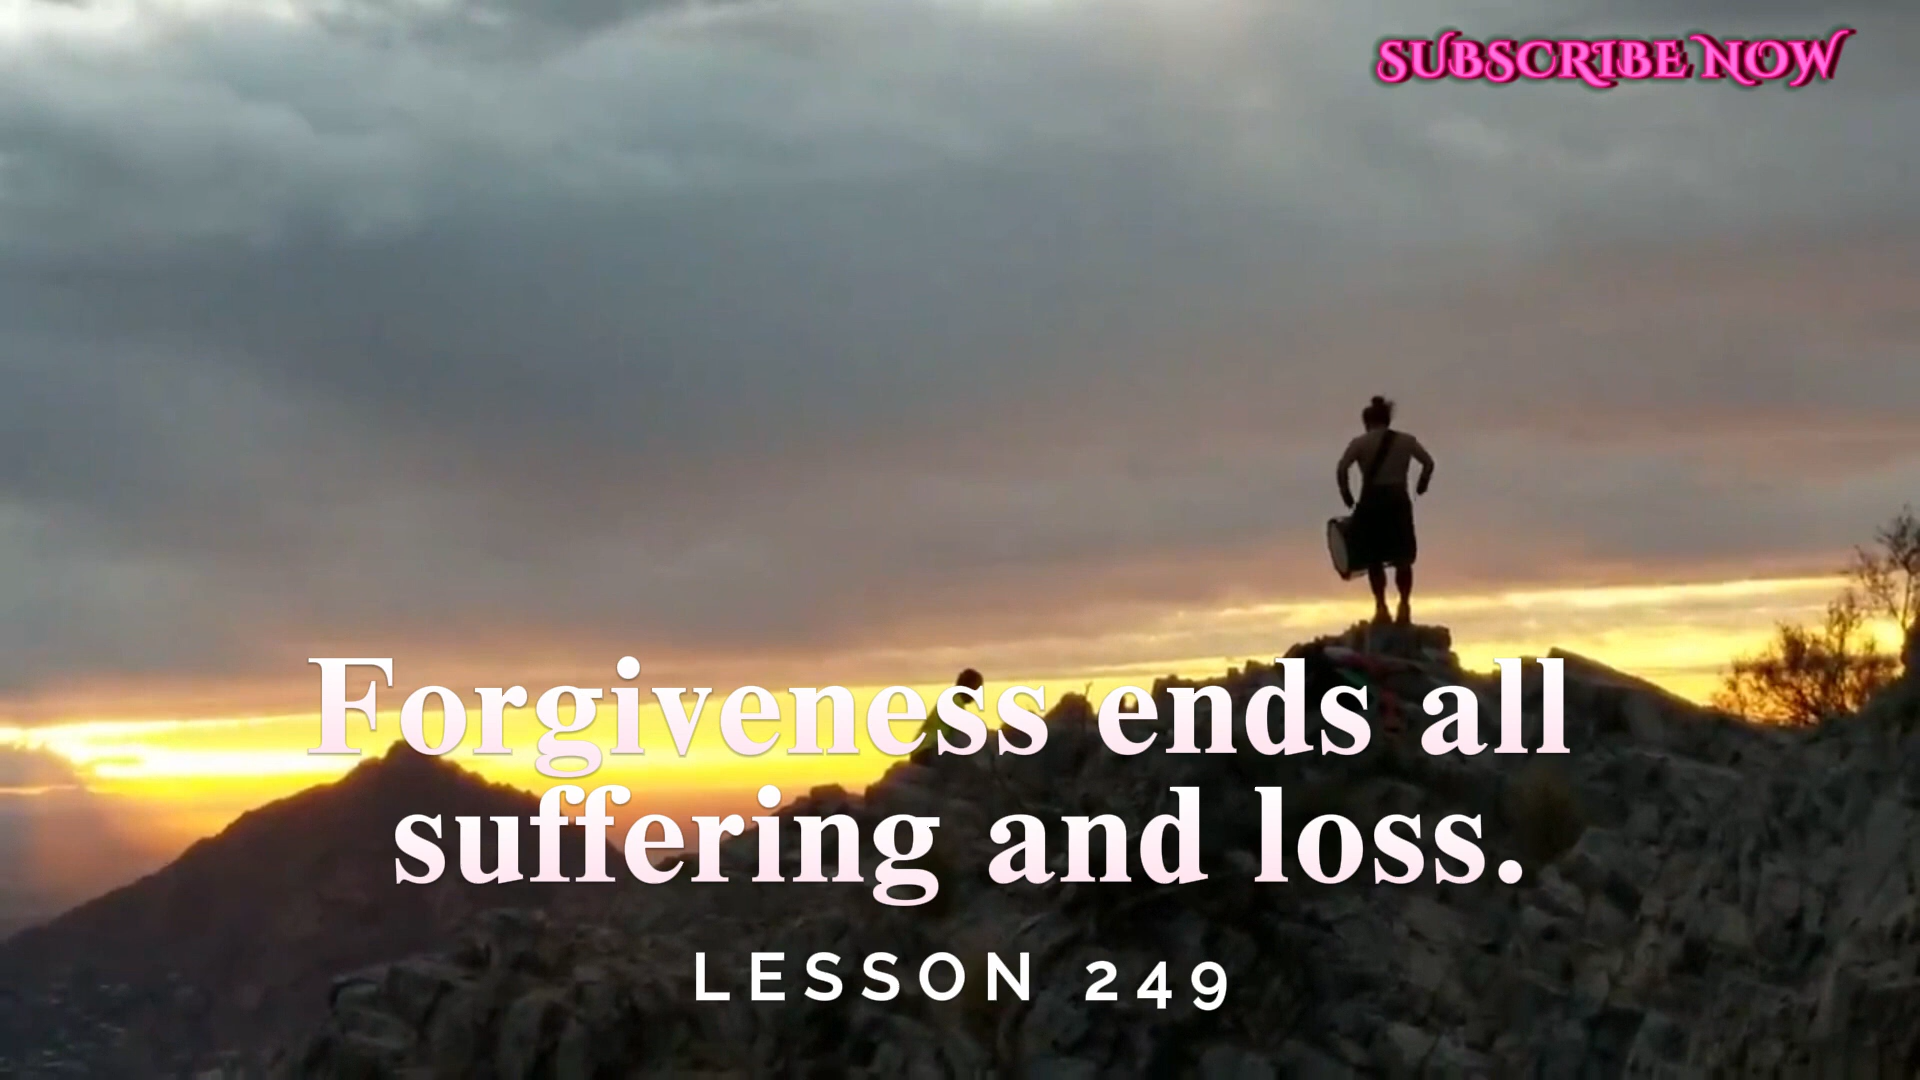 SUBSCRIBE NOW
Forgiveness ends all
suffering and loss.
LESSON 249